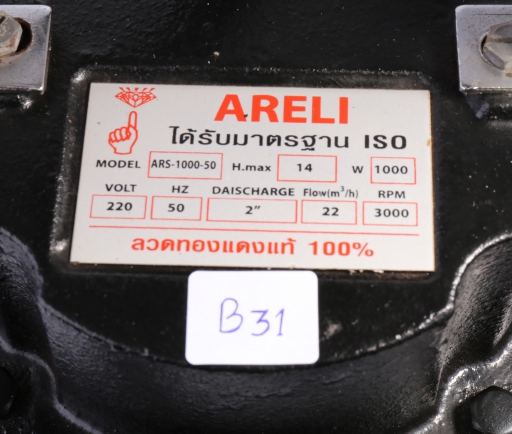 ARELI
ได้รับมาตรฐาน ISO
MODEL ARS-1000-50 H.max 14 W 1000
VOLT HZ DAISCHARGE Flow(m³/h) RPM
220 50 2" 22 3000
ลวดทองแดงแท้ 100%
B31